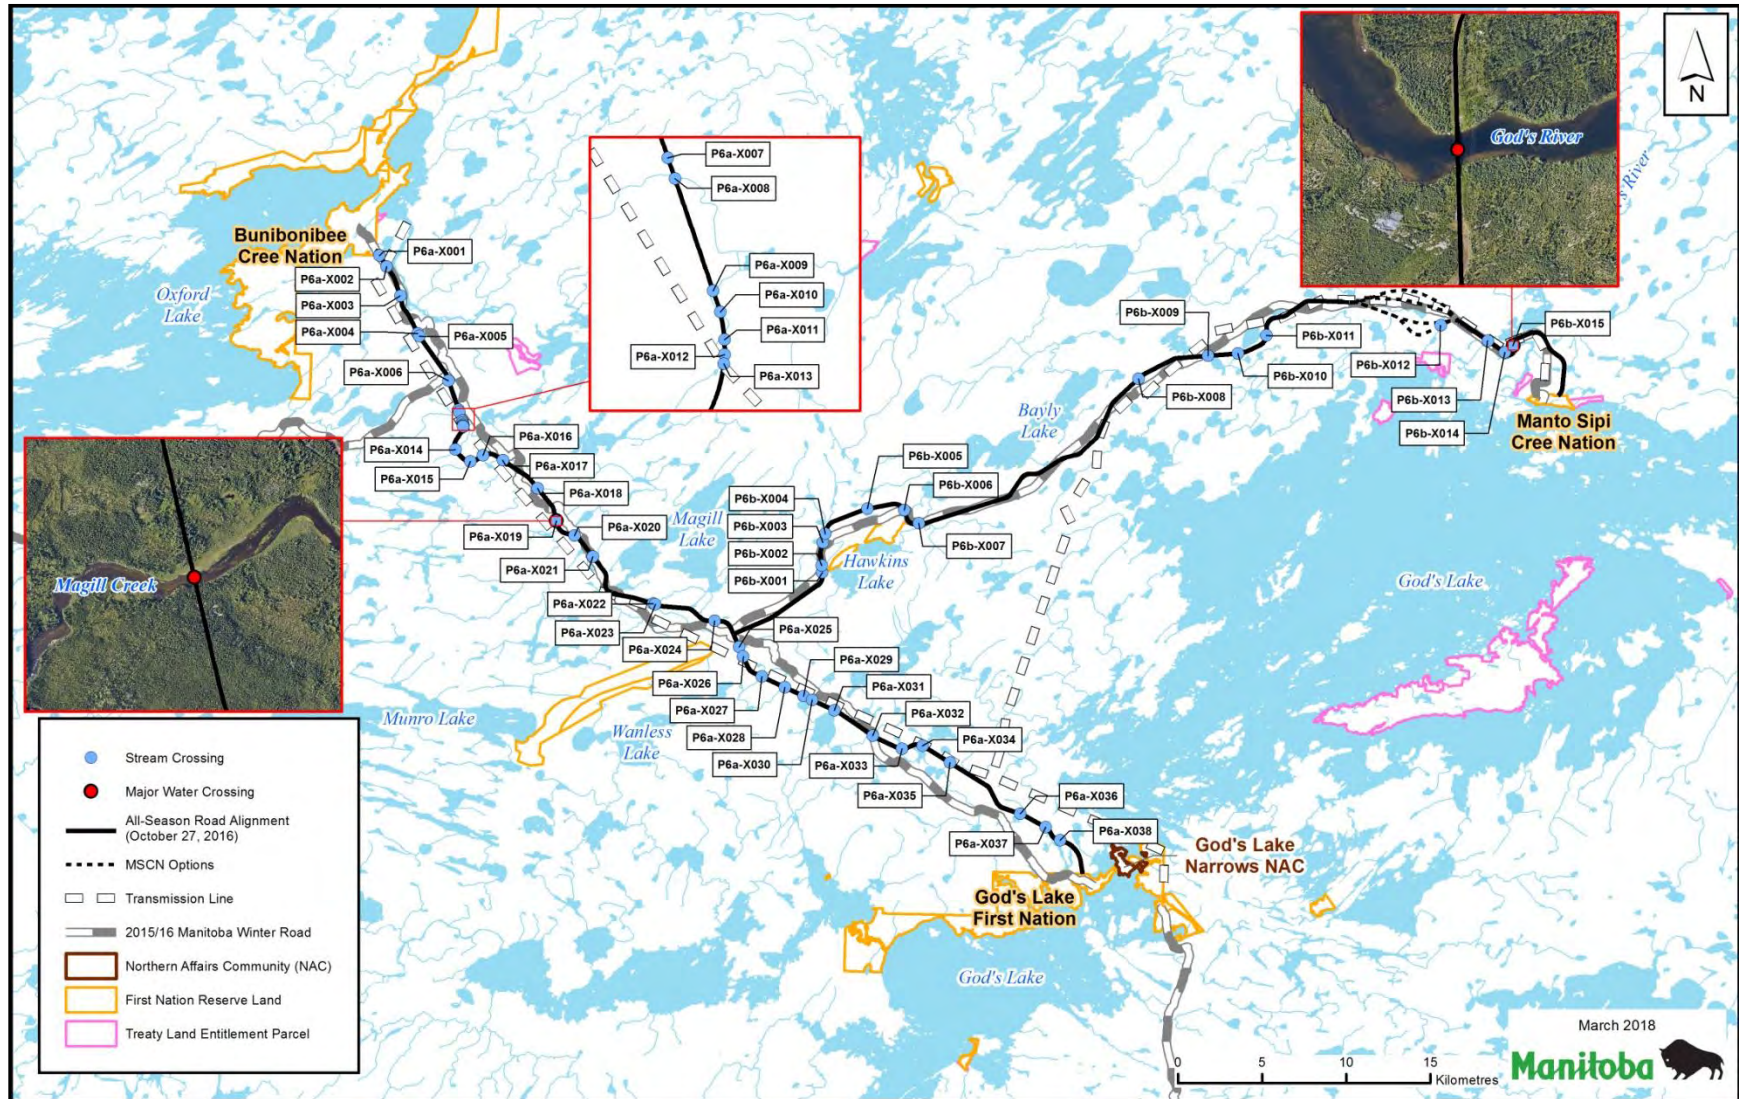 God's River
's River
N
P6a-X007
P6a-X008
P6a-X009
P6a-X010
P6a-X011
P6a-X012
P6a-X013
Bunibonibee
Cree Nation
Oxford
Lake
P6a-X001
P6a-X002
P6a-X003
P6a-X004
P6a-X005
P6a-X006
P6b-X009
P6b-X011
P6b-X015
P6b-X012
P6b-X010
P6b-X008
P6b-X013
P6b-X014
Manto Sipi
Cree Nation
Bayly
Lake
P6a-X016
P6a-X014
P6a-X017
P6a-X015
P6a-X018
P6a-X020
P6a-X019
P6a-X021
P6b-X005
P6b-X006
P6b-X004
P6b-X003
P6b-X002
P6b-X001
P6b-X007
Magill
Lake
Hawkins
Lake
God's Lake
Magill Creek
P6a-X022
P6a-X023
P6a-X024
P6a-X025
P6a-X029
P6a-X026
P6a-X031
P6a-X027
P6a-X032
P6a-X028
P6a-X034
P6a-X030
P6a-X033
P6a-X035
P6a-X036
P6a-X038
P6a-X037
Munro Lake
Wanless
Lake
God's Lake
Narrows NAC
God's Lake
First Nation
God's Lake
Stream Crossing
Major Water Crossing
All-Season Road Alignment
(October 27, 2016)
MSCN Options
Transmission Line
2015/16 Manitoba Winter Road
Northern Affairs Community (NAC)
First Nation Reserve Land
Treaty Land Entitlement Parcel
0 5 10 15
Kilometres
March 2018
Manitoba